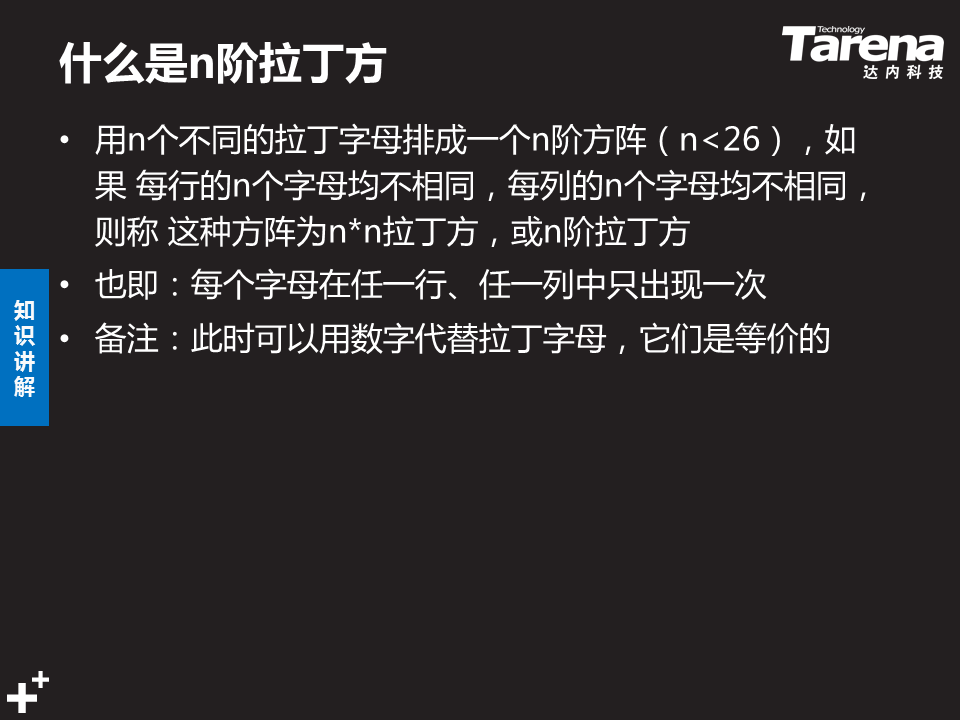 什么是n阶拉丁方
Technology
Tarena
达内科技
• 用n个不同的拉丁字母排成一个n阶方阵（n<26），如
果 每行的n个字母均不相同，每列的n个字母均不相同，
则称 这种方阵为n*n拉丁方，或n阶拉丁方
• 也即：每个字母在任一行、任一列中只出现一次
• 备注：此时可以用数字代替拉丁字母，它们是等价的
知
识
讲
解